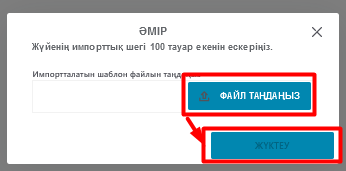 ӘМІР
Жүйенің импорттық шегі 100 тауар екенін ескеріңіз.
Импортталатын шаблон файлын таңдаңыз
ФАЙЛ ТАҢДАҢЫЗ
ЖҮКТЕУ